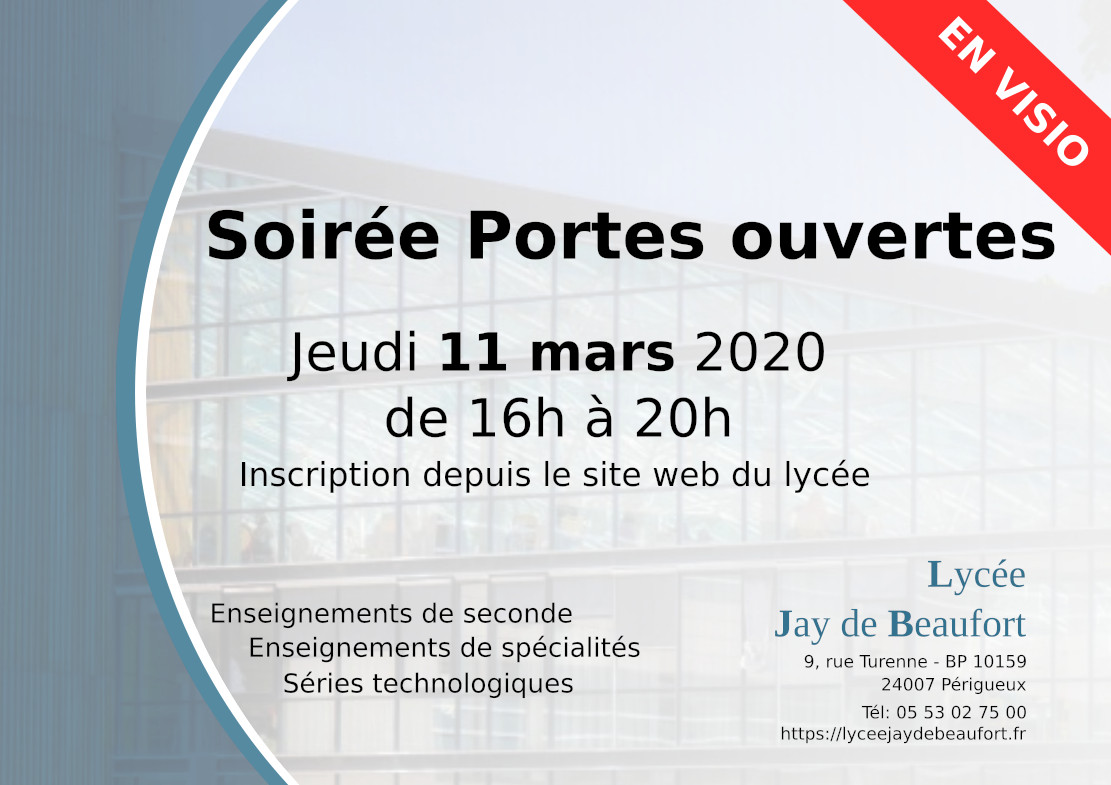 EN VISIO
Soirée Portes ouvertes
Jeudi 11 mars 2020
de 16h à 20h
Inscription depuis le site web du lycée
Enseignements de seconde
Enseignements de spécialités
Séries technologiques
Lycée
Jay de Beaufort
9, rue Turenne - BP 10159
24007 Périgueux
Tél: 05 53 02 75 00
https://lyceejaydebeaufort.fr